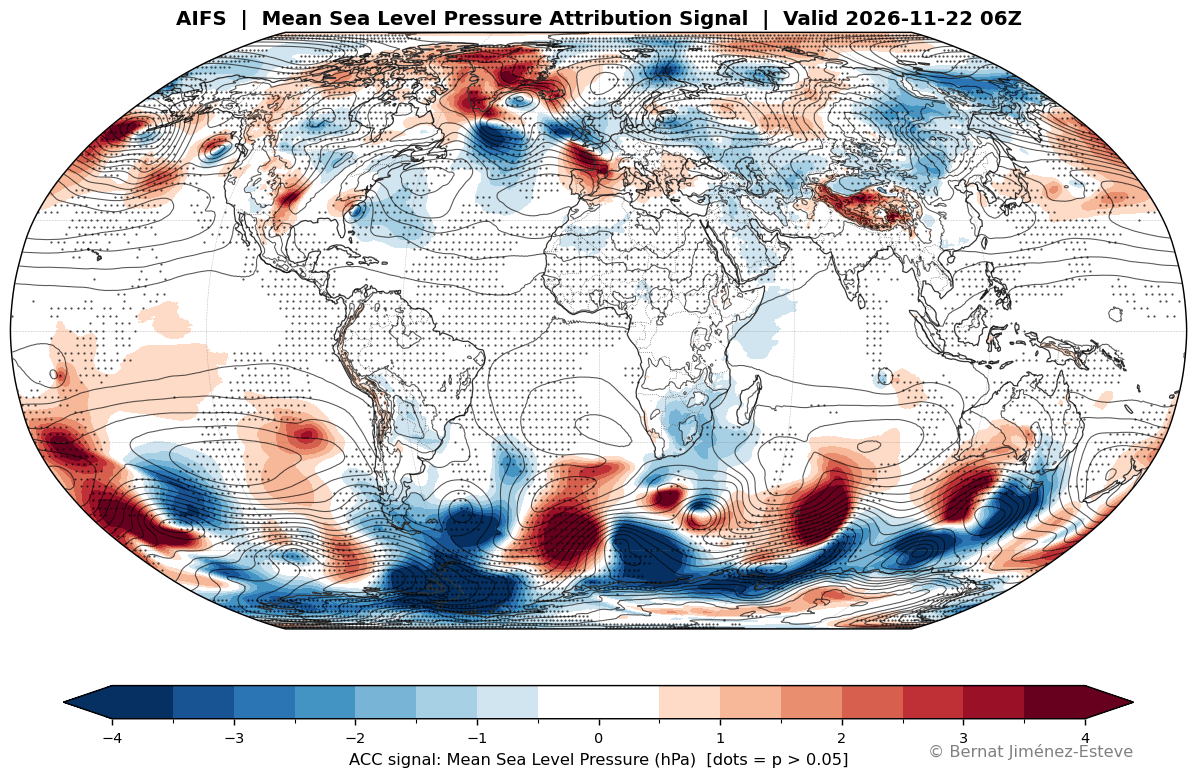 AIFS | Mean Sea Level Pressure Attribution Signal | Valid 2026-11-22 06Z
−4 −3 −2 −1 0 1 2 3 4
© Bernat Jiménez-Esteve
ACC signal: Mean Sea Level Pressure (hPa) [dots = p > 0.05]